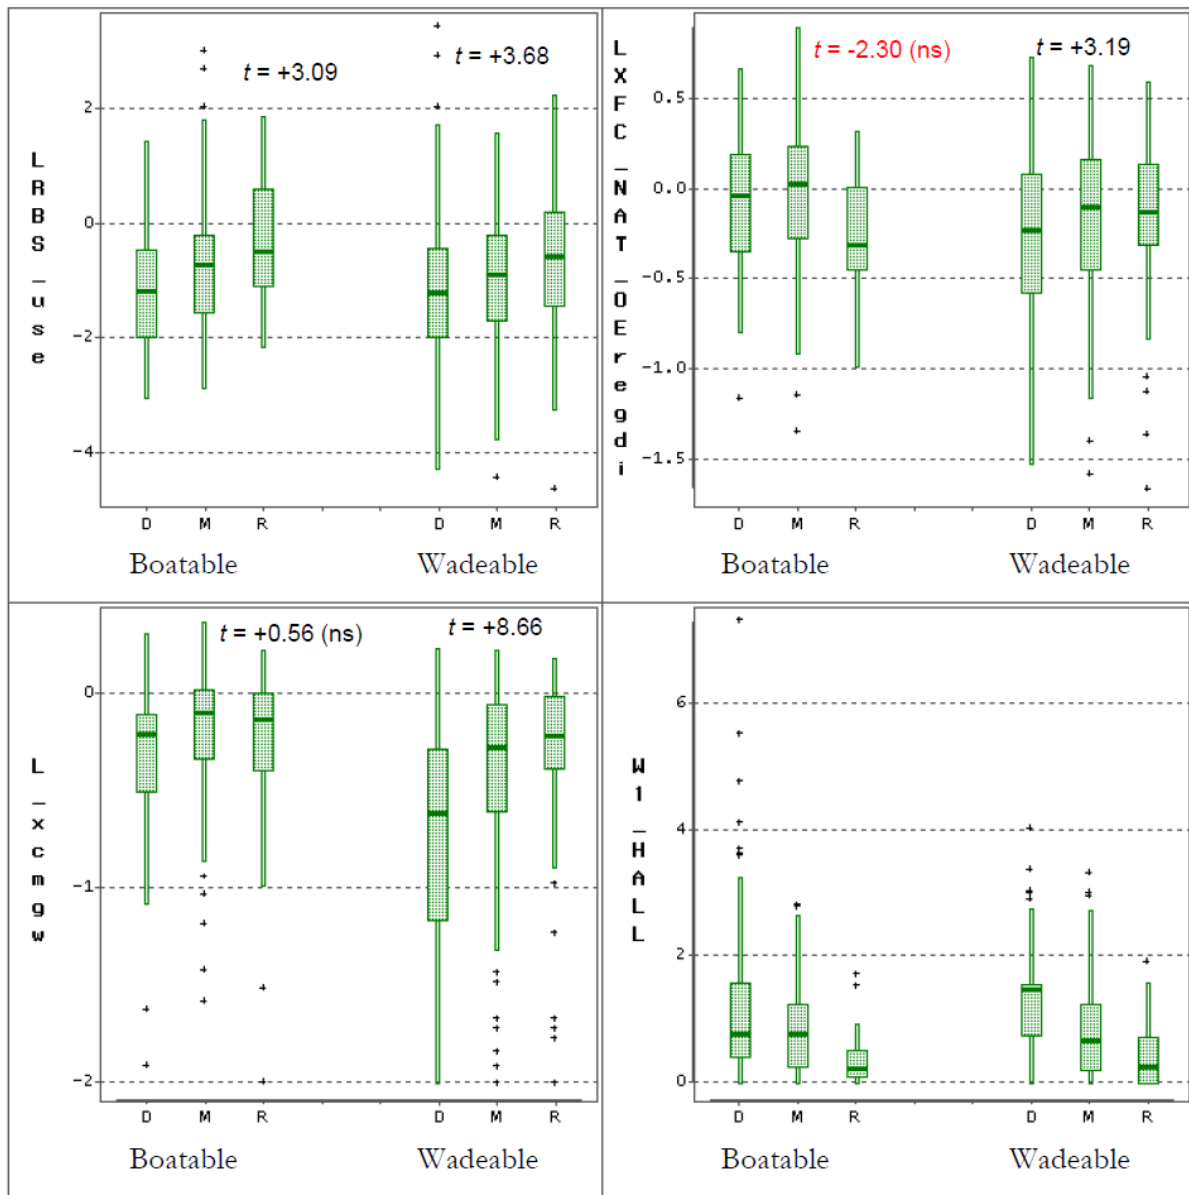 LRBS_use
t = +3.09
t = +3.68
2
0
-2
-4
D M R D M R
Boatable Wadeable
LXFC_NAT_OEregdi
t = -2.30 (ns)
t = +3.19
0.5
0.0
-0.5
-1.0
-1.5
D M R D M R
Boatable Wadeable
L_xcmgw
t = +0.56 (ns)
t = +8.66
0
-1
-2
D M R D M R
Boatable Wadeable
W1_HALL
6
4
2
0
D M R D M R
Boatable Wadeable